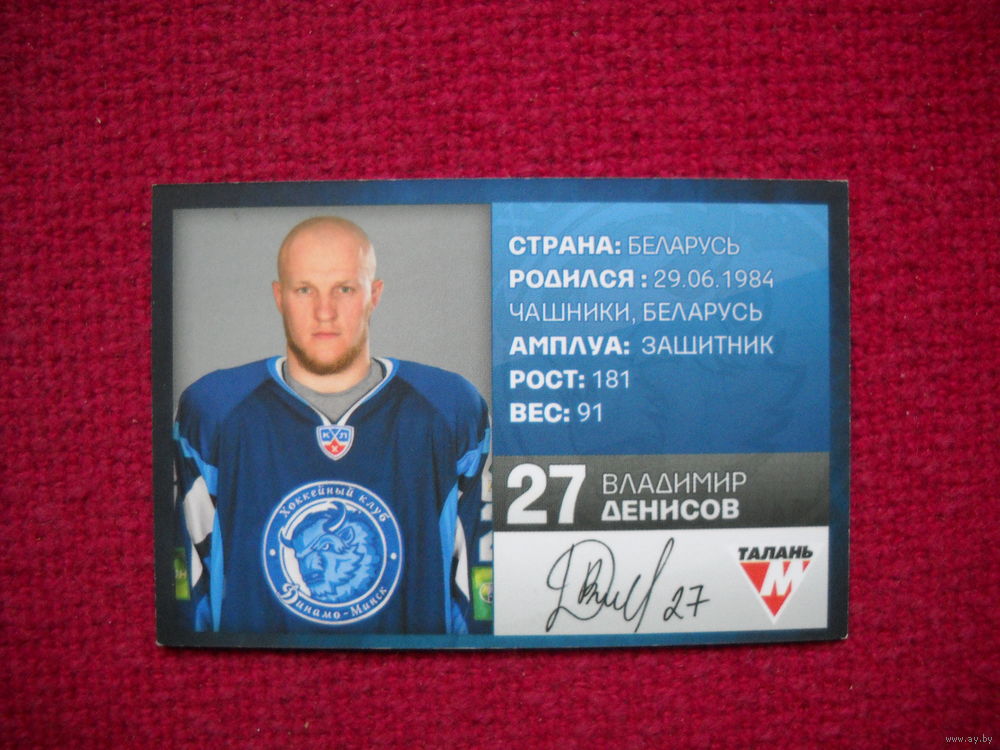 СТРАНА: БЕЛАРУСЬ
РОДИЛСЯ : 29.06.1984
ЧАШНИКИ, БЕЛАРУСЬ
АМПЛУА: ЗАЩИТНИК
РОСТ: 181
ВЕС: 91
27 ВЛАДИМИР
ДЕНИСОВ
27
ТАЛАНЬ
М
КХЛ
Хоккейный клуб
Динамо-Минск
www.ay.by